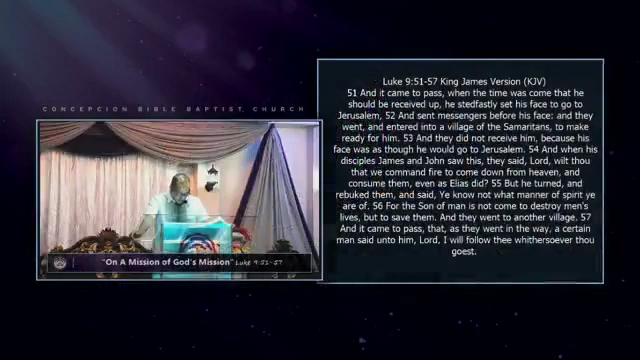 CONCEPCION BIBLE BAPTIST CHURCH
"On A Mission of God's Mission" Luke 9:51-57
Luke 9:51-57 King James Version (KJV)
51 And it came to pass, when the time was come that he
should be received up, he stedfastly set his face to go to
Jerusalem, 52 And sent messengers before his face: and they
went, and entered into a village of the Samaritans, to make
ready for him. 53 And they did not receive him, because his
face was as though he would go to Jerusalem. 54 And when his
disciples James and John saw this, they said, Lord, wilt thou
that we command fire to come down from heaven, and
consume them, even as Elias did? 55 But he turned, and
rebuked them, and said, Ye know not what manner of spirit ye
are of. 56 For the Son of man is not come to destroy men's
lives, but to save them. And they went to another village. 57
And it came to pass, that, as they went in the way, a certain
man said unto him, Lord, I will follow thee whithersoever thou
goest.